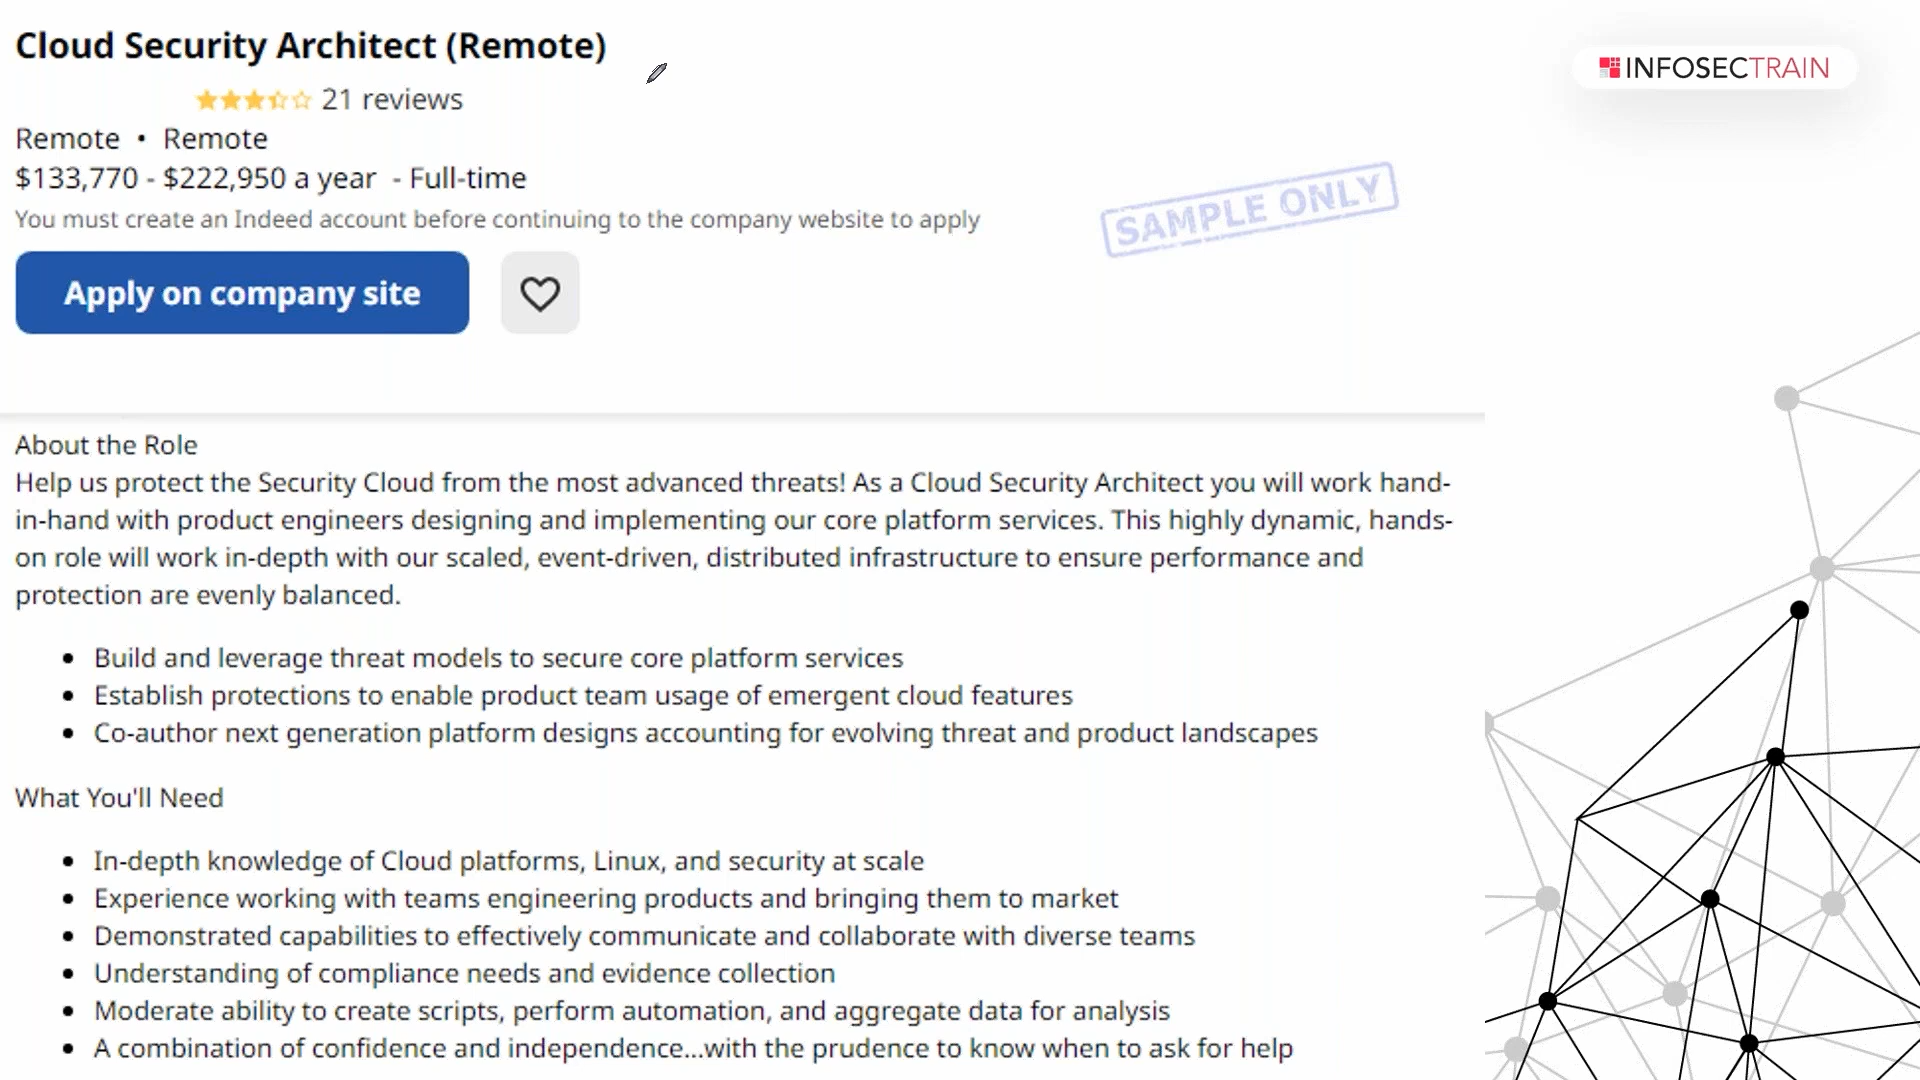 Cloud Security Architect (Remote)
INFOSECTRAIN
21 reviews
Remote • Remote
$133,770 - $222,950 a year - Full-time
SAMPLE ONLY
You must create an Indeed account before continuing to the company website to apply
Apply on company site
About the Role
Help us protect the Security Cloud from the most advanced threats! As a Cloud Security Architect you will work hand-
in-hand with product engineers designing and implementing our core platform services. This highly dynamic, hands-
on role will work in-depth with our scaled, event-driven, distributed infrastructure to ensure performance and
protection are evenly balanced.
• Build and leverage threat models to secure core platform services
• Establish protections to enable product team usage of emergent cloud features
• Co-author next generation platform designs accounting for evolving threat and product landscapes
What You'll Need
• In-depth knowledge of Cloud platforms, Linux, and security at scale
• Experience working with teams engineering products and bringing them to market
• Demonstrated capabilities to effectively communicate and collaborate with diverse teams
• Understanding of compliance needs and evidence collection
• Moderate ability to create scripts, perform automation, and aggregate data for analysis
• A combination of confidence and independence...with the prudence to know when to ask for help